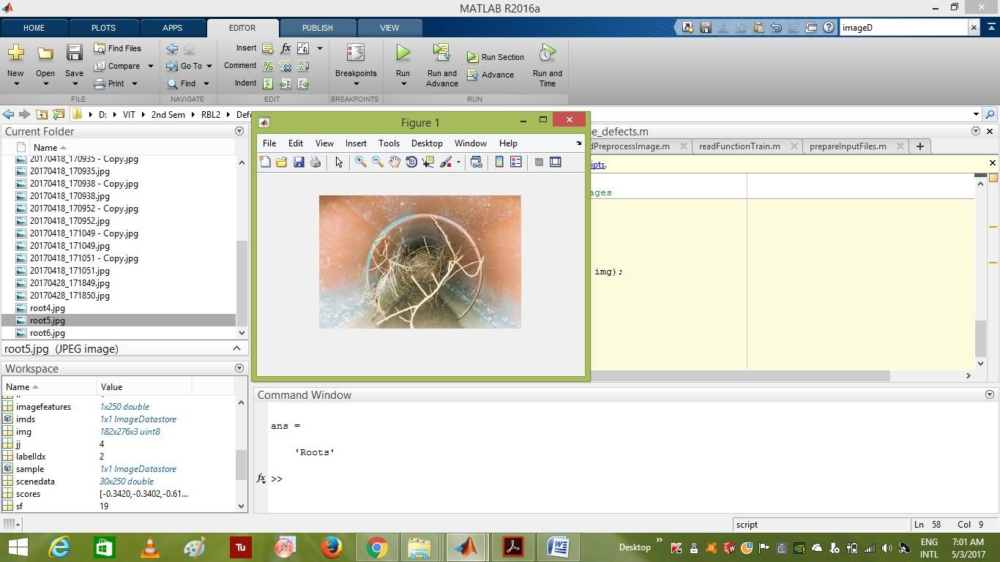 MATLAB R2016a
HOME PLOTS APPS EDITOR PUBLISH VIEW
imageD
New Open Save
Find Files
Compare
Print
FILE
Go To
Find
NAVIGATE
Insert
Comment
Indent
EDIT
Breakpoints
BREAKPOINTS
Run
Run and Advance
Run Section
Advance
Run and Time
RUN
D: VIT 2nd Sem RBL2 Defe
Current Folder
Name
20170418_170935 - Copy.jpg
20170418_170935.jpg
20170418_170938 - Copy.jpg
20170418_170938.jpg
20170418_170952 - Copy.jpg
20170418_170952.jpg
20170418_171049 - Copy.jpg
20170418_171049.jpg
20170418_171051 - Copy.jpg
20170418_171051.jpg
20170428_171849.jpg
20170428_171850.jpg
root4.jpg
root5.jpg
root6.jpg
root5.jpg (JPEG image)
Workspace
Name Value
imagefeatures 1x250 double
imds 1x1 ImageDatastore
img 182x276x3 uint8
jj 4
labelIdx 2
sample 1x1 ImageDatastore
scenedata 30x250 double
scores [-0.3420,-0.3402,-0.61...
sf 19
Figure 1
File Edit View Insert Tools Desktop Window Help
e_defects.m
dPreprocessImage.m readFunctionTrain.m prepareInputFiles.m
ipts.
ages
img);
Command Window
ans =
'Roots'
fx >>
script Ln 58 Col 9
Desktop
ENG 7:01 AM
INTL 5/3/2017